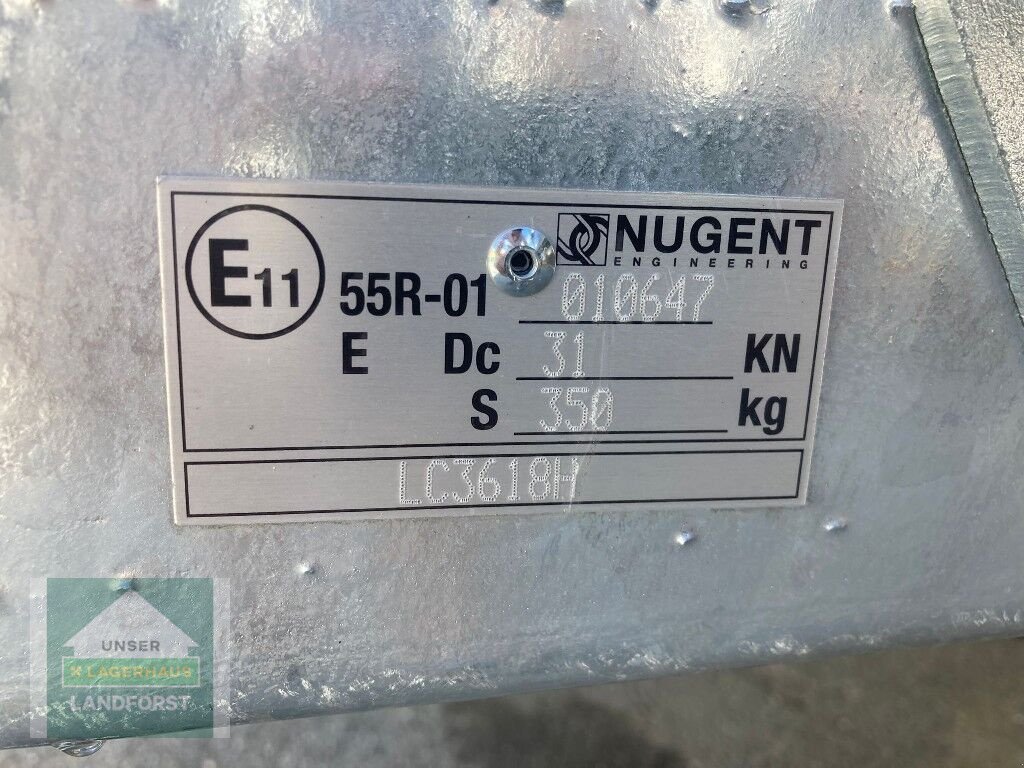 E11
NUGENT
ENGINEERING
55R-01 010647
E Dc 31 KN
S 350 kg
LC3618H
UNSER
X LAGERHAUS
LANDFORST